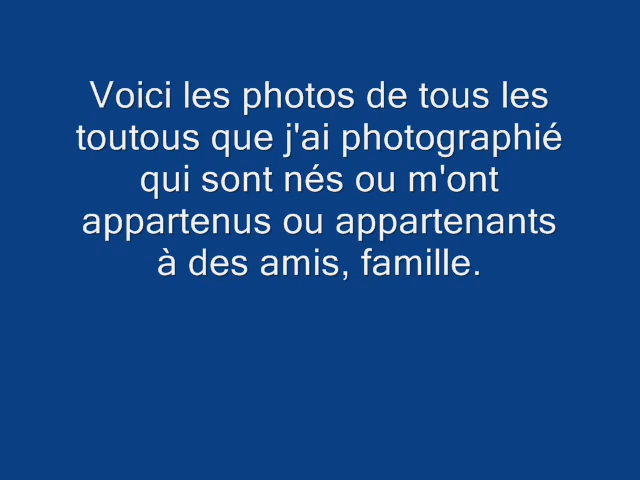 Voici les photos de tous les
toutous que j'ai photographié
qui sont nés ou m'ont
appartenus ou appartenants
à des amis, famille.